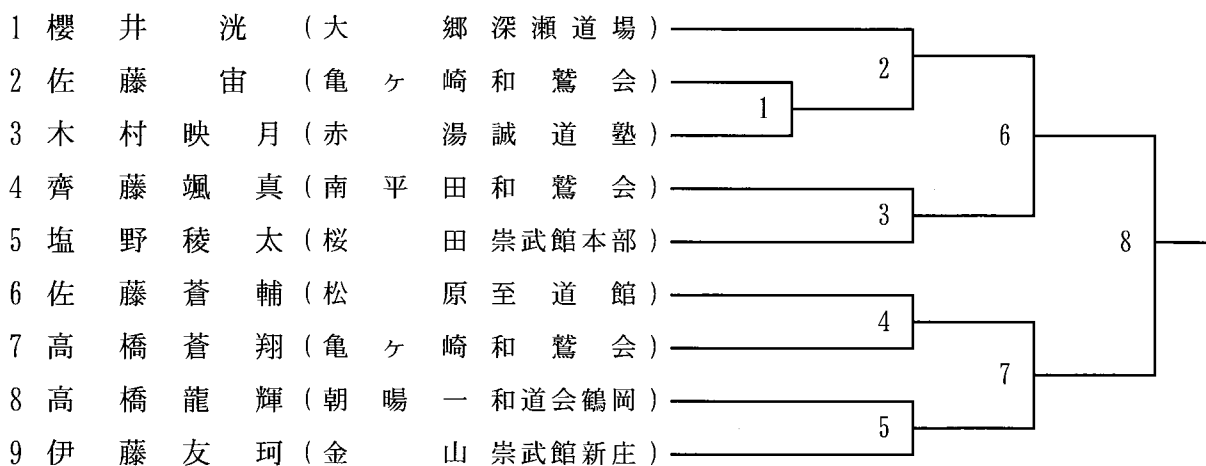 1 櫻井 洸 (大郷 深瀬道場)
2 佐藤 宙 (亀ヶ崎 和鷲会)
3 木村映月 (赤湯 誠道塾)
4 齊藤颯真 (南平田 和鷲会)
5 塩野稜太 (桜田 崇武館本部)
6 佐藤蒼輔 (松原 至道館)
7 高橋蒼翔 (亀ヶ崎 和鷲会)
8 高橋龍輝 (朝暘一 和道会鶴岡)
9 伊藤友珂 (金山 崇武館新庄)
1
2
3
4
5
6
7
8